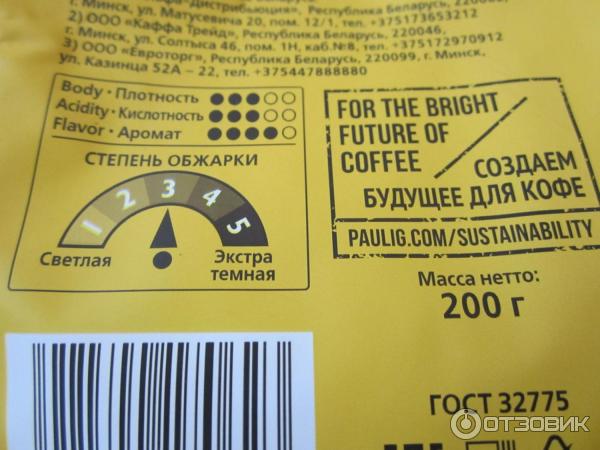 г. Минск, ул. Матусевича 20, пом. 12/1, тел. +375173653212
2) ООО «Каффа Трейд», Республика Беларусь, 220046,
г. Минск, ул. Солтыса 46, пом. 1Н, каб.№8, тел. +375172970912
3) ООО «Евроторг», Республика Беларусь, 220099, г. Минск,
ул. Казинца 52А – 22, тел. +375447888880
Body · Плотность
Acidity · Кислотность
Flavor · Аромат
СТЕПЕНЬ ОБЖАРКИ
1 2 3 4 5
Светлая
Экстра темная
FOR THE BRIGHT
FUTURE OF
COFFEE
СОЗДАЕМ
БУДУЩЕЕ ДЛЯ КОФЕ
PAULIG.COM/SUSTAINABILITY
Масса нетто:
200 г
ГОСТ 32775
ОТЗОВИК